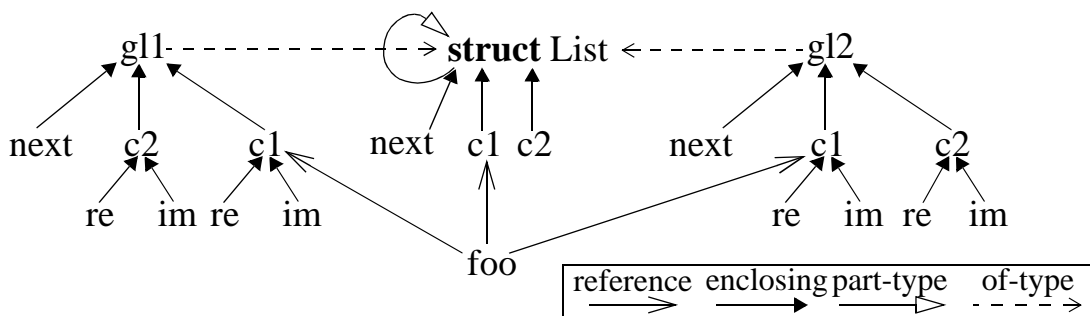 gl1 struct List gl2
next c2 c1 next c1 c2 next c1 c2
re im re im re im re im
foo
reference enclosing part-type of-type